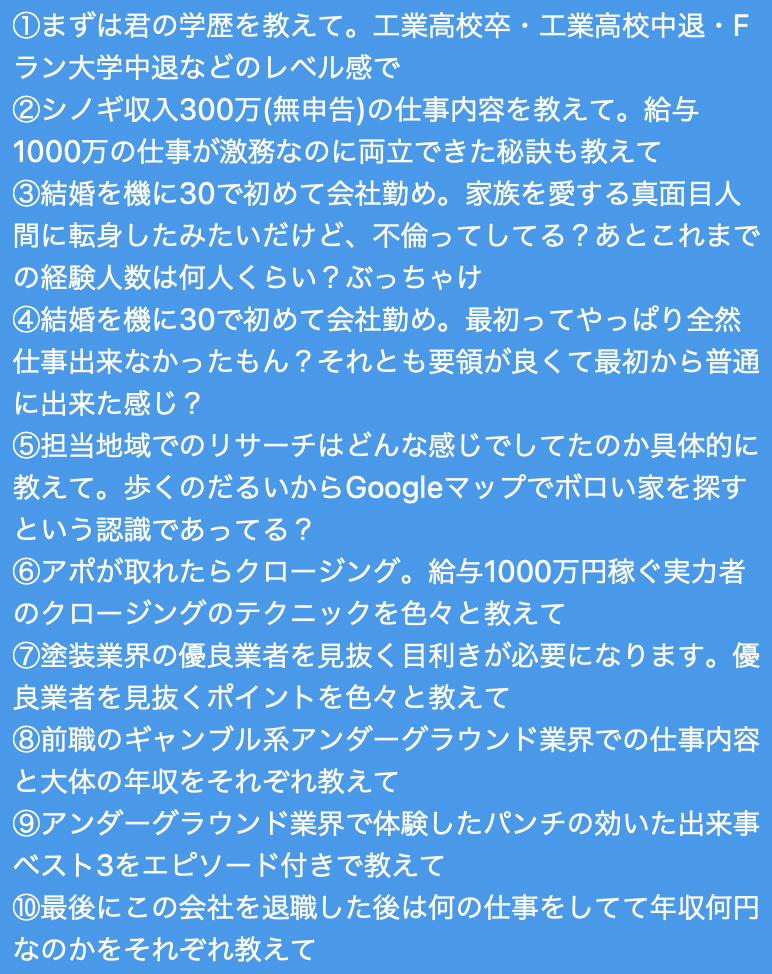 ①まずは君の学歴を教えて。工業高校卒・工業高校中退・F
ラン大学中退などのレベル感で
②シノギ収入300万(無申告)の仕事内容を教えて。給与
1000万の仕事が激務なのに両立できた秘訣も教えて
③結婚を機に30で初めて会社勤め。家族を愛する真面目人
間に転身したみたいだけど、不倫ってしてる？あとこれまで
の経験人数は何人くらい？ぶっちゃけ
④結婚を機に30で初めて会社勤め。最初ってやっぱり全然
仕事出来なかったもん？それとも要領が良くて最初から普通
に出来た感じ？
⑤担当地域でのリサーチはどんな感じでしてたのか具体的に
教えて。歩くのだるいからGoogleマップでボロい家を探す
という認識であってる？
⑥アポが取れたらクロージング。給与1000万円稼ぐ実力者
のクロージングのテクニックを色々と教えて
⑦塗装業界の優良業者を見抜く目利きが必要になります。優
良業者を見抜くポイントを色々と教えて
⑧前職のギャンブル系アンダーグラウンド業界での仕事内容
と大体の年収をそれぞれ教えて
⑨アンダーグラウンド業界で体験したパンチの効いた出来事
ベスト3をエピソード付きで教えて
⑩最後にこの会社を退職した後は何の仕事をしてて年収何円
なのかをそれぞれ教えて